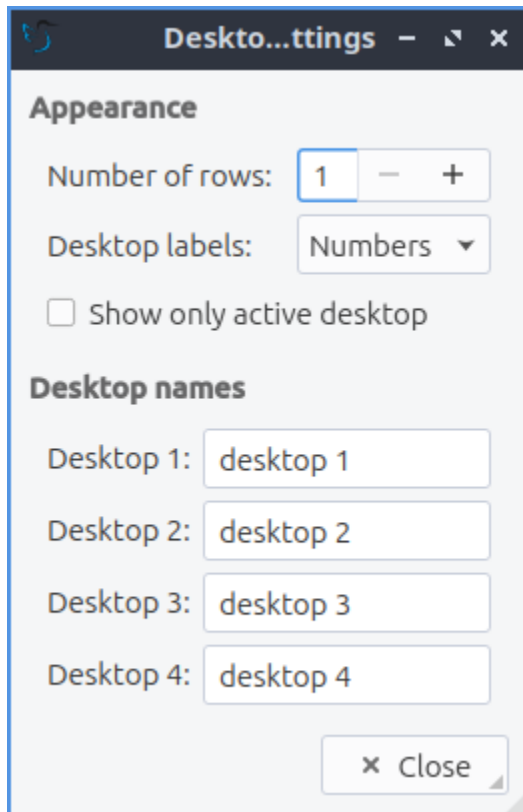 Deskto...ttings
Appearance
Number of rows: 1 − +
Desktop labels: Numbers
Show only active desktop
Desktop names
Desktop 1: desktop 1
Desktop 2: desktop 2
Desktop 3: desktop 3
Desktop 4: desktop 4
Close